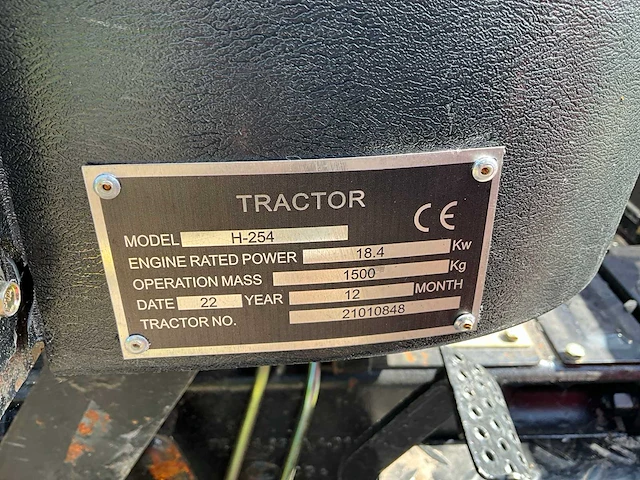 TRACTOR
CE
MODEL H-254
ENGINE RATED POWER 18.4 Kw
OPERATION MASS 1500 Kg
DATE 22 YEAR 12 MONTH
TRACTOR NO. 21010848